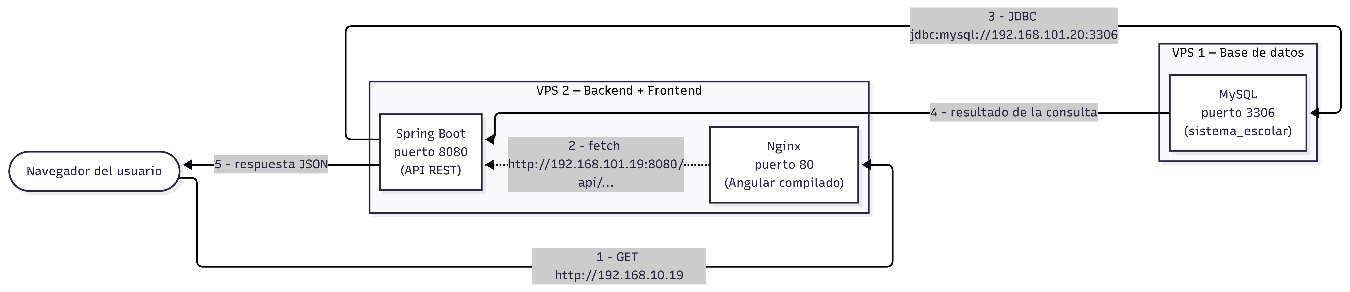 3 - JDBC
jdbc:mysql://192.168.101.20:3306
VPS 1 – Base de datos
MySQL
puerto 3306
(sistema_escolar)
VPS 2 – Backend + Frontend
4 - resultado de la consulta
Spring Boot
puerto 8080
(API REST)
2 - fetch
http://192.168.101.19:8080/
api/...
Nginx
puerto 80
(Angular compilado)
5 - respuesta JSON
Navegador del usuario
1 - GET
http://192.168.10.19